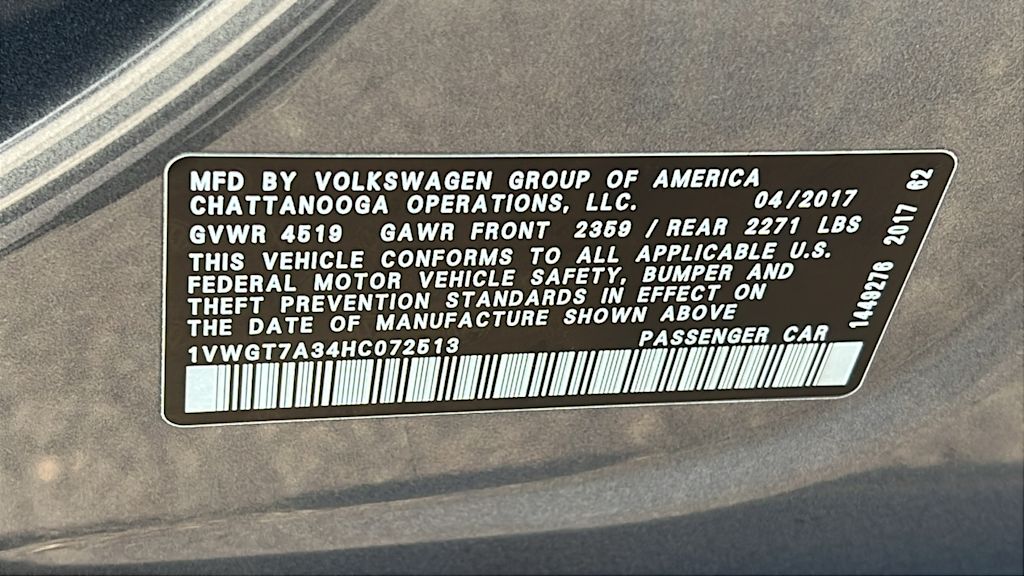 MFD BY VOLKSWAGEN GROUP OF AMERICA
CHATTANOOGA OPERATIONS, LLC. 04/2017
GVWR 4519 GAWR FRONT 2359 / REAR 2271 LBS
THIS VEHICLE CONFORMS TO ALL APPLICABLE U.S.
FEDERAL MOTOR VEHICLE SAFETY, BUMPER AND
THEFT PREVENTION STANDARDS IN EFFECT ON
THE DATE OF MANUFACTURE SHOWN ABOVE
1VWGT7A34HC072513 PASSENGER CAR
1449276 2017 62